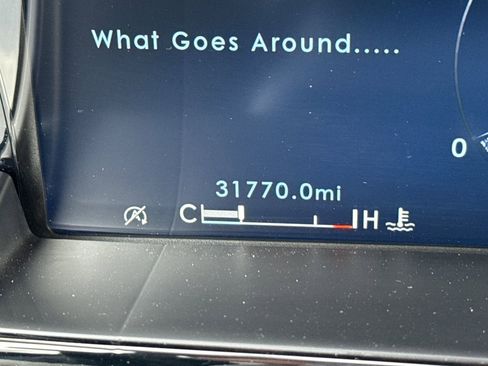 What Goes Around.....
0
31770.0mi
C H